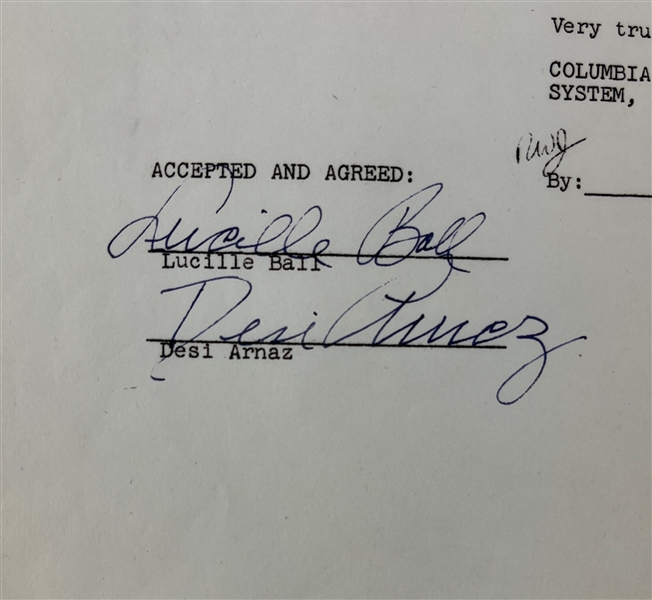 Very tru
COLUMBIA
SYSTEM,
ACCEPTED AND AGREED:
By:
Lucille Ball
Lucille Ball
Desi Arnaz
Desi Arnaz